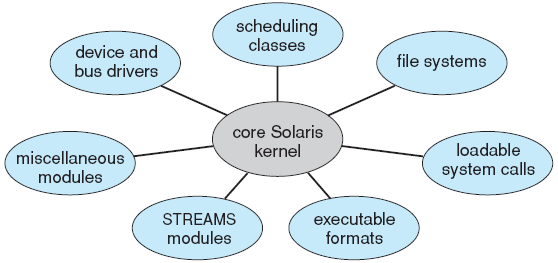 scheduling
classes
device and
bus drivers
file systems
core Solaris
kernel
miscellaneous
modules
loadable
system calls
STREAMS
modules
executable
formats